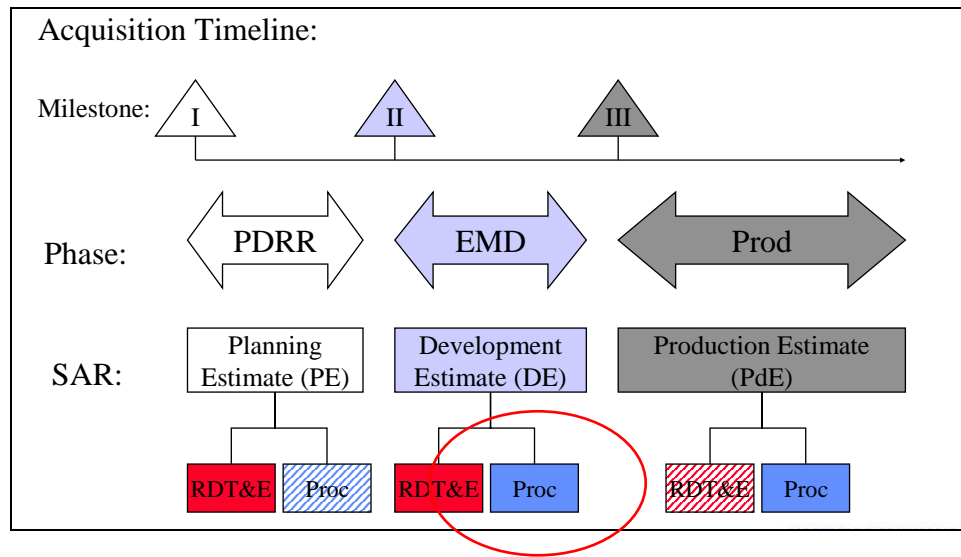 Acquisition Timeline:
Milestone:
I
II
III
Phase:
PDRR
EMD
Prod
SAR:
Planning
Estimate (PE)
Development
Estimate (DE)
Production Estimate
(PdE)
RDT&E
Proc
RDT&E
Proc
RDT&E
Proc